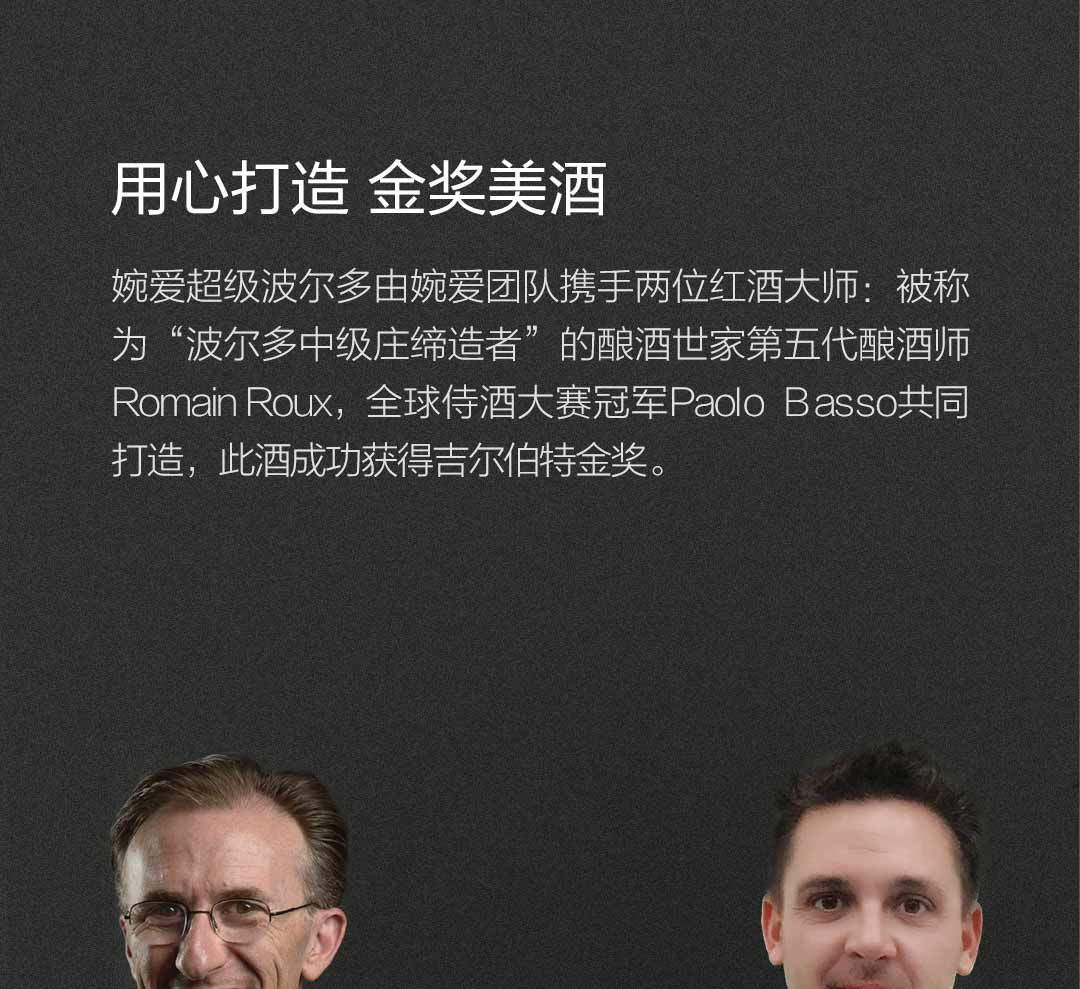 用心打造 金奖美酒
婉爱超级波尔多由婉爱团队携手两位红酒大师：被称
为“波尔多中级庄缔造者”的酿酒世家第五代酿酒师
Romain Roux，全球侍酒大赛冠军Paolo Basso共同
打造，此酒成功获得吉尔伯特金奖。